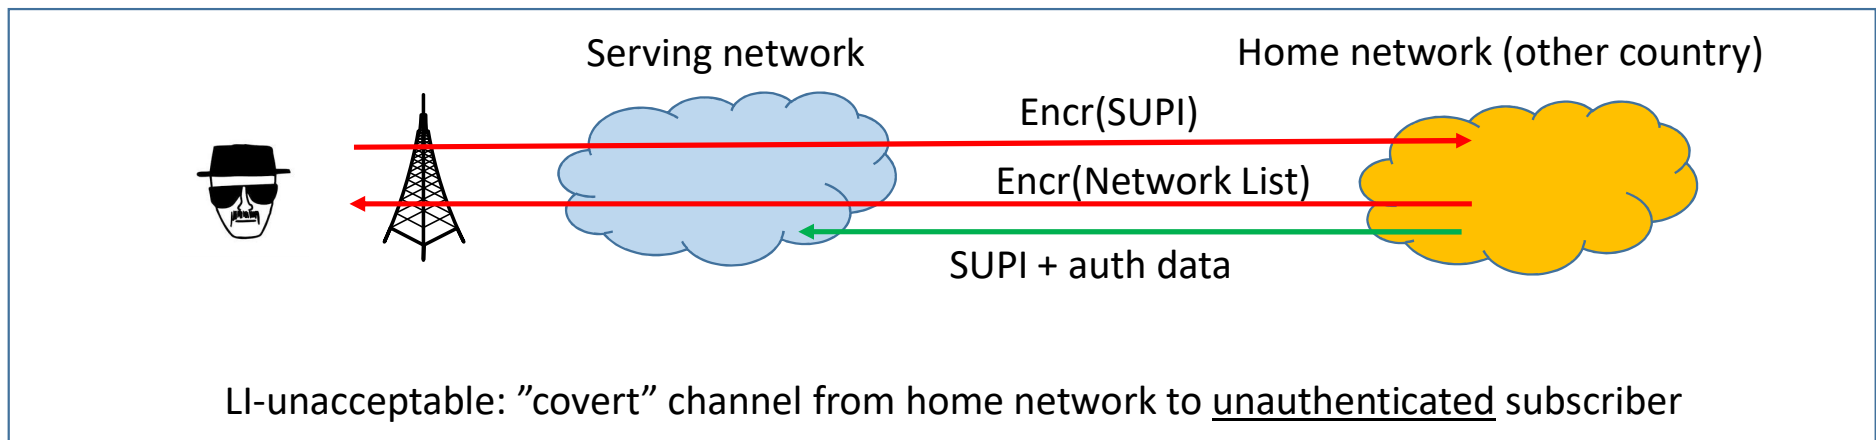 Serving network
Home network (other country)
Encr(SUPI)
Encr(Network List)
SUPI + auth data
LI-unacceptable: ”covert” channel from home network to unauthenticated subscriber